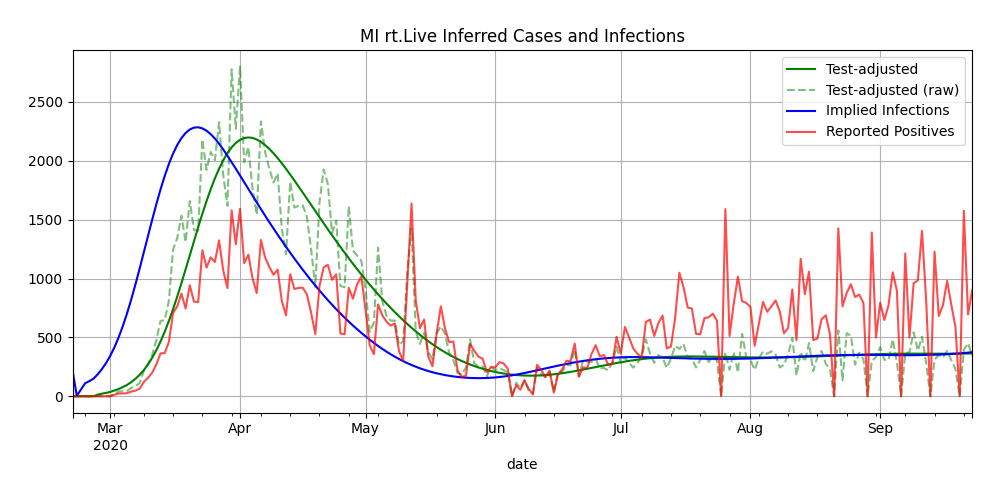 MI rt.Live Inferred Cases and Infections
Test-adjusted
Test-adjusted (raw)
Implied Infections
Reported Positives
2500
2000
1500
1000
500
0
Mar Apr May Jun Jul Aug Sep
2020
date